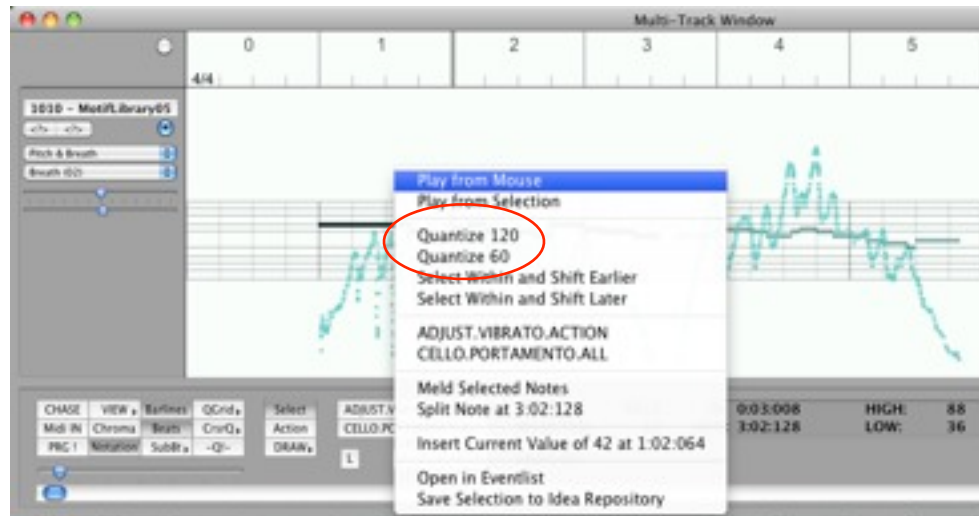 Multi-Track Window
0 1 2 3 4 5
4/4
1010 - MotifLibrary05
<?> : <?>
Pitch & Breath
Breath (02)
Play from Mouse
Play from Selection
Quantize 120
Quantize 60
Select Within and Shift Earlier
Select Within and Shift Later
ADJUST.VIBRATO.ACTION
CELLO.PORTAMENTO.ALL
Meld Selected Notes
Split Note at 3:02:128
Insert Current Value of 42 at 1:02:064
Open in Eventlist
Save Selection to Idea Repository
CHASE VIEW Barlines QGrid Select ADJUST.V 0:03:008 HIGH: 88
Midi IN Chroma Beats CnrQ Action CELLO.PO 3:02:128 LOW: 36
PRG! Notation SubBt -Q!- DRAW
L